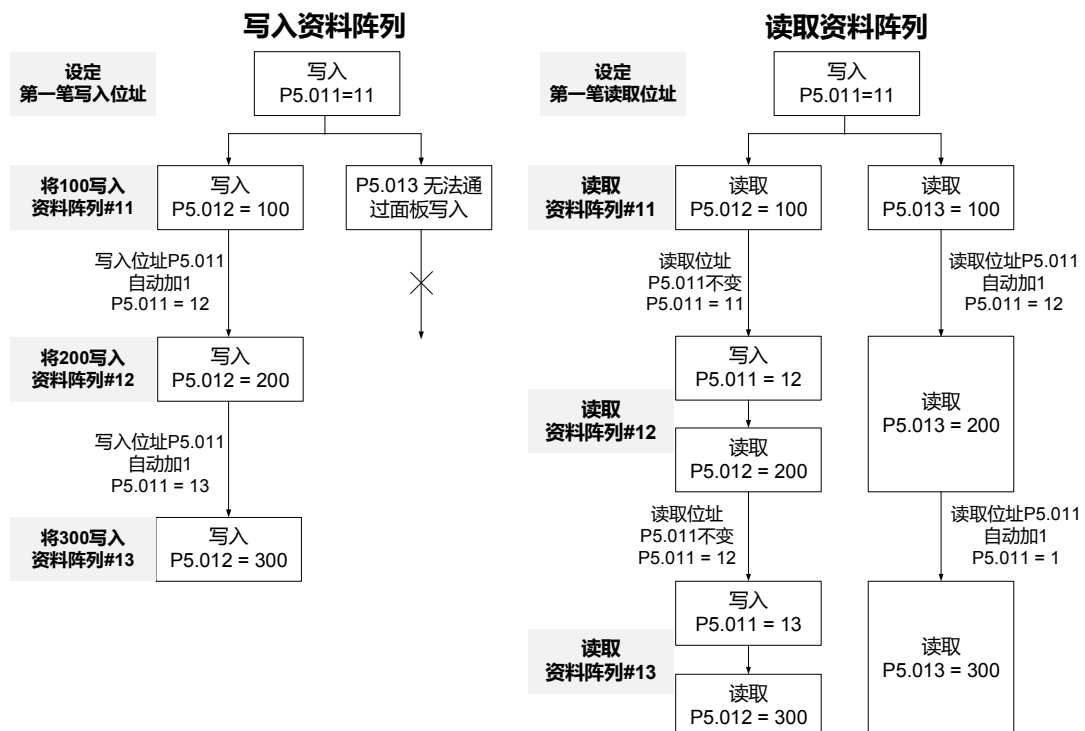 写入资料阵列
设定
第一笔写入位址
写入
P5.011=11
将100写入
资料阵列#11
写入
P5.012 = 100
P5.013 无法通
过面板写入
写入位址P5.011
自动加1
P5.011 = 12
将200写入
资料阵列#12
写入
P5.012 = 200
写入位址P5.011
自动加1
P5.011 = 13
将300写入
资料阵列#13
写入
P5.012 = 300
读取资料阵列
设定
第一笔读取位址
写入
P5.011=11
读取
资料阵列#11
读取
P5.012 = 100
读取
P5.013 = 100
读取位址
P5.011不变
P5.011 = 11
读取位址P5.011
自动加1
P5.011 = 12
读取
资料阵列#12
写入
P5.011 = 12
读取
P5.012 = 200
读取
P5.013 = 200
读取位址
P5.011不变
P5.011 = 12
读取位址P5.011
自动加1
P5.011 = 1
读取
资料阵列#13
写入
P5.011 = 13
读取
P5.012 = 300
读取
P5.013 = 300